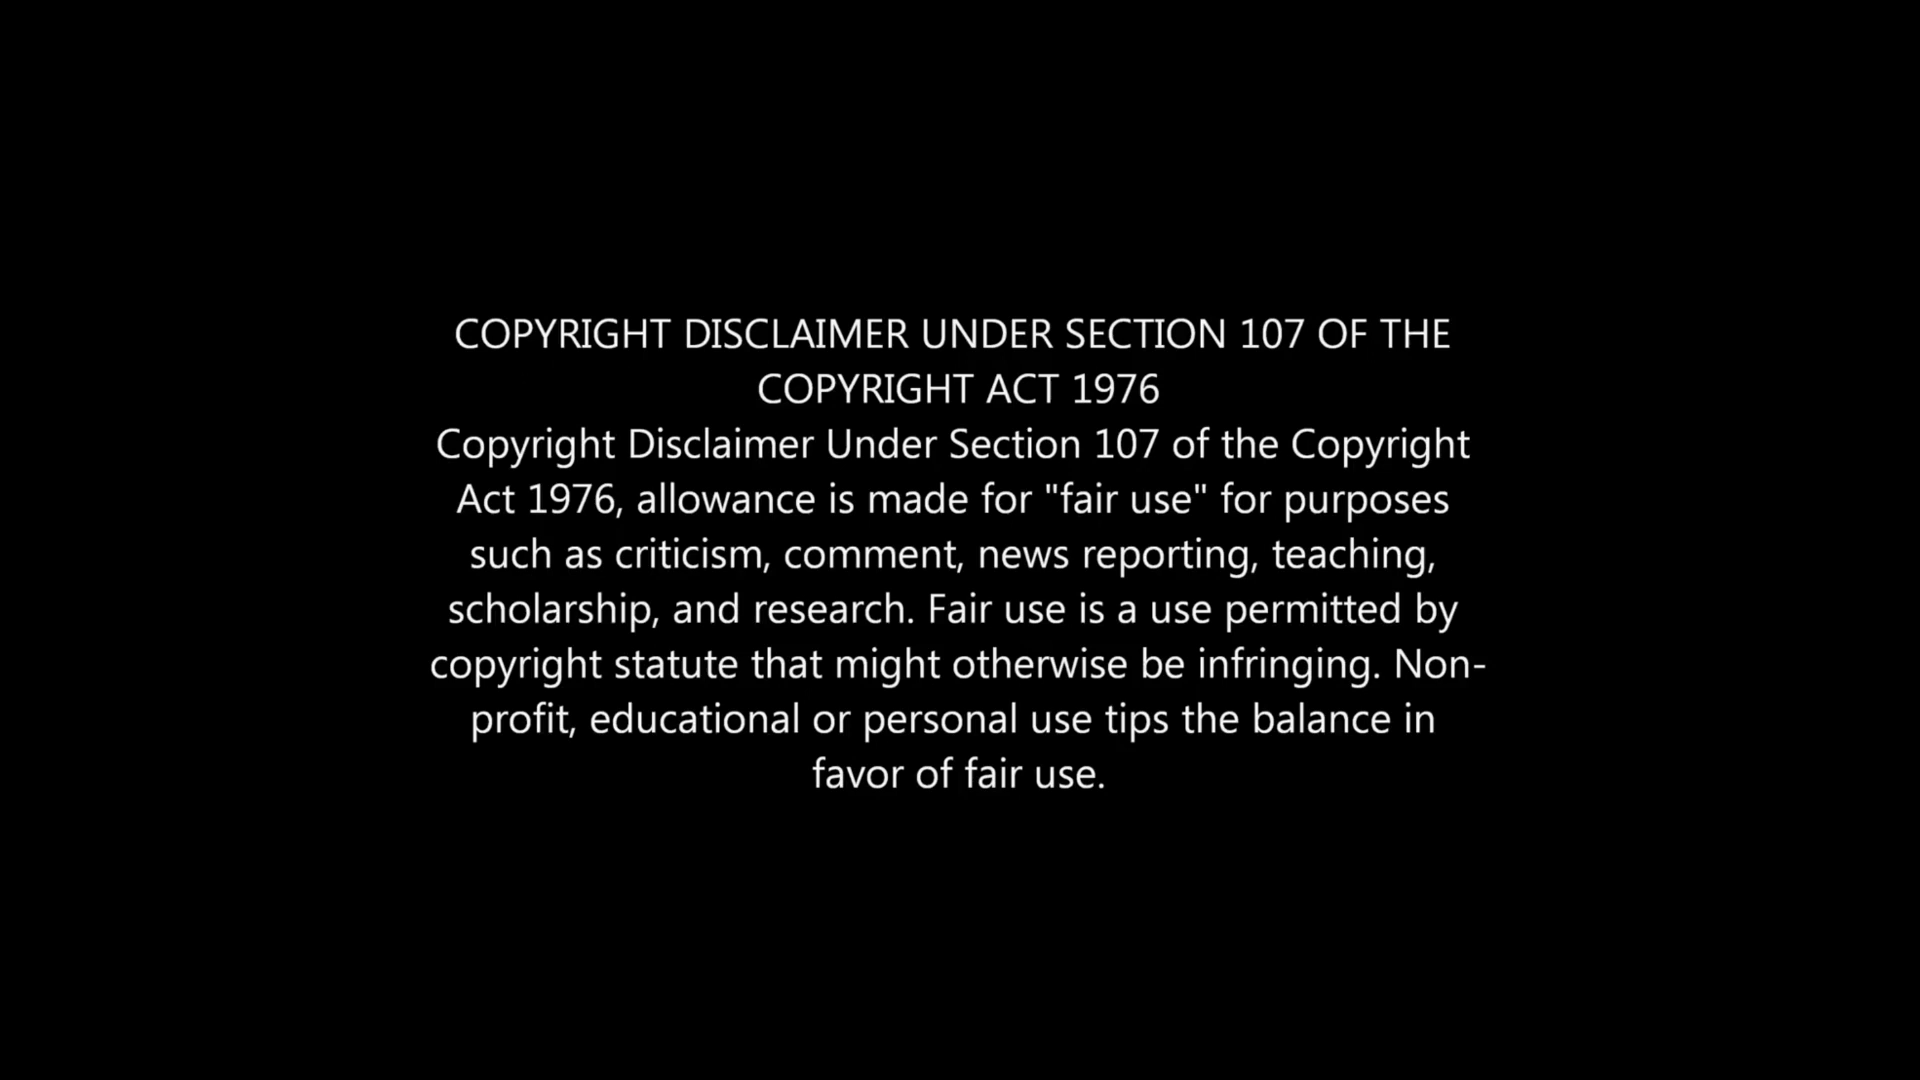 COPYRIGHT DISCLAIMER UNDER SECTION 107 OF THE
COPYRIGHT ACT 1976
Copyright Disclaimer Under Section 107 of the Copyright
Act 1976, allowance is made for "fair use" for purposes
such as criticism, comment, news reporting, teaching,
scholarship, and research. Fair use is a use permitted by
copyright statute that might otherwise be infringing. Non-
profit, educational or personal use tips the balance in
favor of fair use.